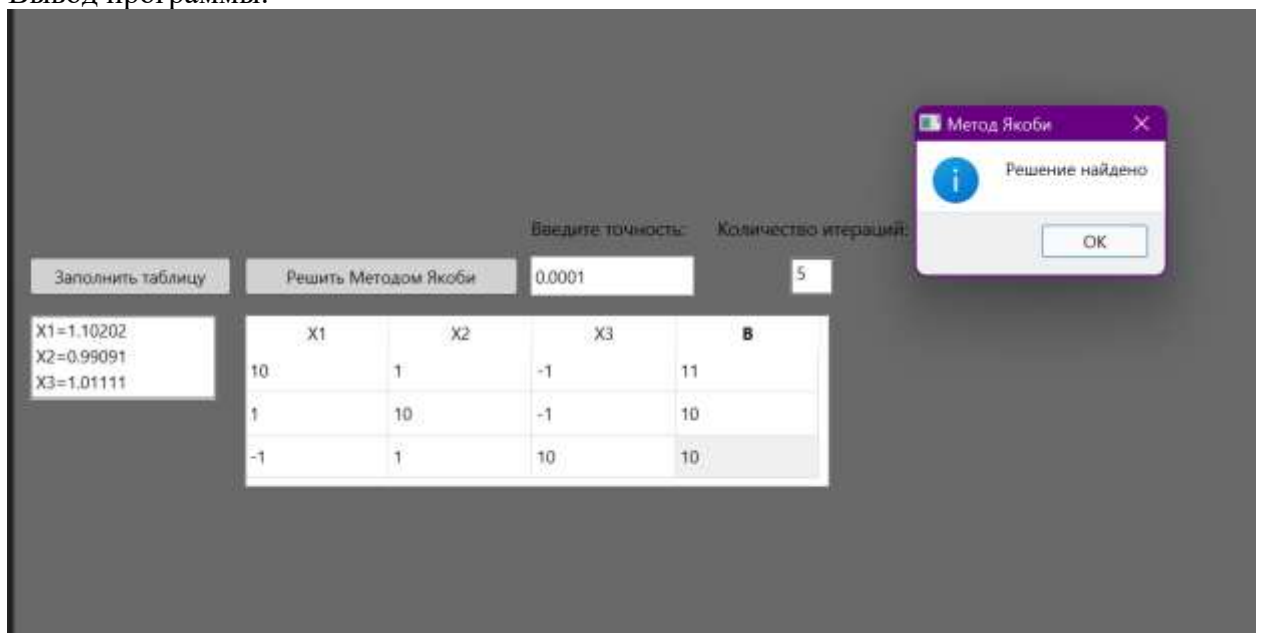 Вывод программы:
Метод Якоби
Решение найдено
OK
Введите точность: Количество итераций:
Заполнить таблицу Решить Методом Якоби 0.0001 5
X1=1.10202
X2=0.99091
X3=1.01111
X1 X2 X3 B
10 1 -1 11
1 10 -1 10
-1 1 10 10